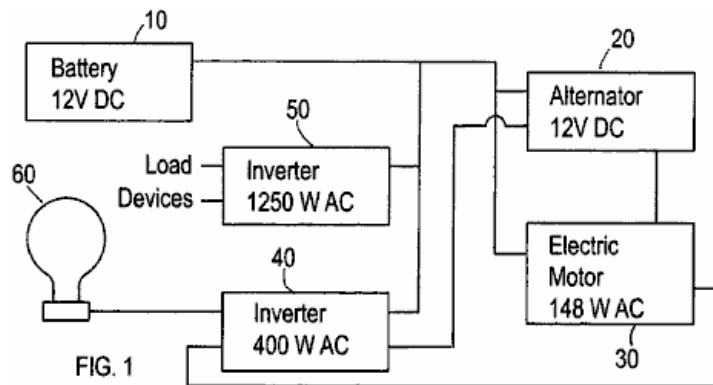 10
20
Battery
12V DC
Alternator
12V DC
50
Load
Devices
Inverter
1250 W AC
60
Electric
Motor
148 W AC
40
Inverter
400 W AC
30
FIG. 1